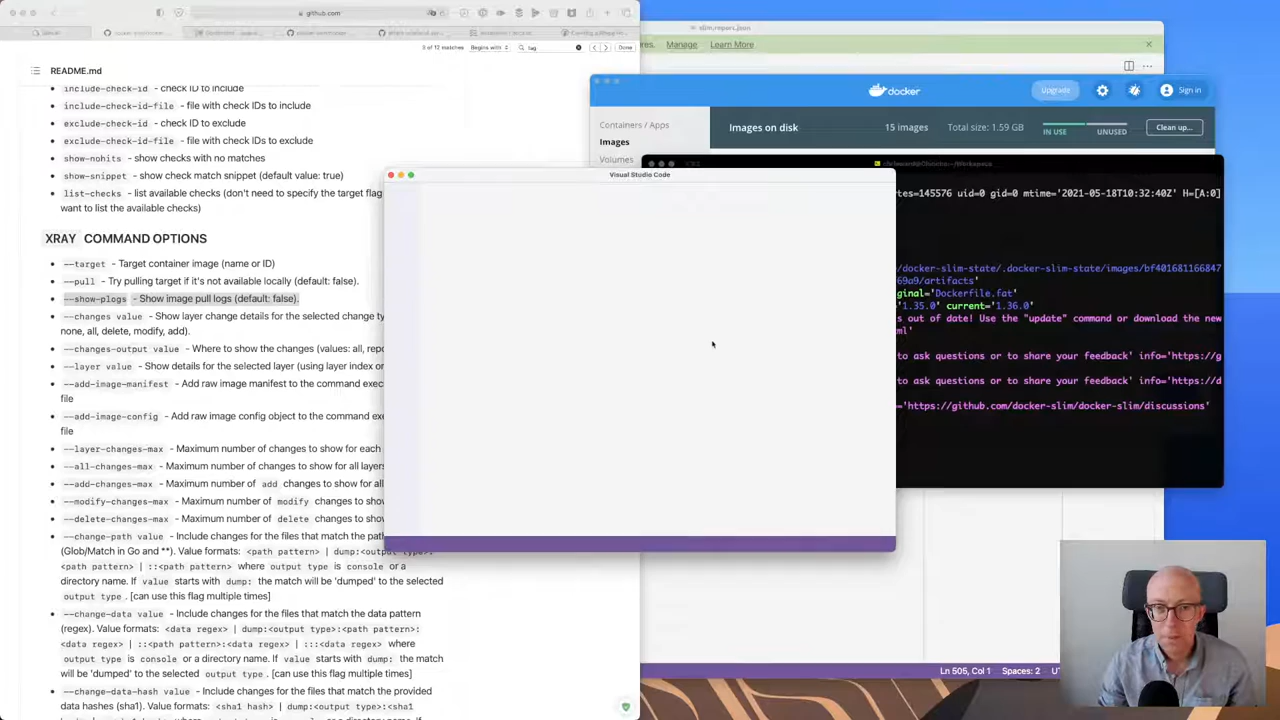 github.com
3 of 12 matches
Begins with
tag
Done
README.md
include-check-id - check ID to include
include-check-id-file - file with check IDs to include
exclude-check-id - check ID to exclude
exclude-check-id-file - file with check IDs to exclude
show-nohits - show checks with no matches
show-snippet - show check match snippet (default value: true)
list-checks - list available checks (don't need to specify the target flag
want to list the available checks)
XRAY COMMAND OPTIONS
--target - Target container image (name or ID)
--pull - Try pulling target if it's not available locally (default: false).
--show-plogs - Show image pull logs (default: false).
--changes value - Show layer change details for the selected change ty
none, all, delete, modify, add).
--changes-output value - Where to show the changes (values: all, repo
--layer value - Show details for the selected layer (using layer index or
--add-image-manifest - Add raw image manifest to the command exec
file
--add-image-config - Add raw image config object to the command exe
file
--layer-changes-max - Maximum number of changes to show for each
--all-changes-max - Maximum number of changes to show for all layers
--add-changes-max - Maximum number of add changes to show for all
--modify-changes-max - Maximum number of modify changes to show
--delete-changes-max - Maximum number of delete changes to show
--change-path value - Include changes for the files that match the path
(Glob/Match in Go and **). Value formats: <path pattern> | dump:<output type>:
<path pattern> | ::<path pattern> where output type is console or a
directory name. If value starts with dump: the match will be 'dumped' to the selected
output type . [can use this flag multiple times]
--change-data value - Include changes for the files that match the data pattern
(regex). Value formats: <data regex> | dump:<output type>:<path pattern>:
<data regex> | ::<path pattern>:<data regex> | :::<data regex> where
output type is console or a directory name. If value starts with dump: the match
will be 'dumped' to the selected output type . [can use this flag multiple times]
--change-data-hash value - Include changes for the files that match the provided
data hashes (sha1). Value formats: <sha1 hash> | dump:<output type>:<sha1
slim.report.json
res. Manage Learn More
docker
Upgrade
Sign in
Containers / Apps
Images
Volumes
Images on disk
15 images
Total size: 1.59 GB
IN USE
UNUSED
Clean up...
Visual Studio Code
tes=145576 uid=0 gid=0 mtime='2021-05-18T10:32:40Z' H=[A:0]
/docker-slim-state/.docker-slim-state/images/bf401681166847
69a9/artifacts'
ginal='Dockerfile.fat'
='1.35.0' current='1.36.0'
s out of date! Use the "update" command or download the new
ml'
to ask questions or to share your feedback' info='https://g
to ask questions or to share your feedback' info='https://d
='https://github.com/docker-slim/docker-slim/discussions'
Ln 505, Col 1
Spaces: 2